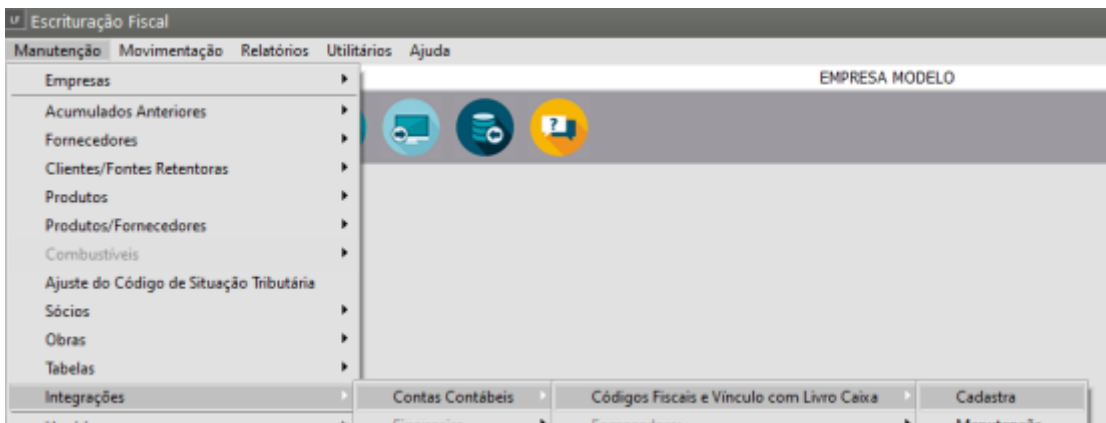 LF Escrituração Fiscal
Manutenção Movimentação Relatórios Utilitários Ajuda
EMPRESA MODELO
Empresas
Acumulados Anteriores
Fornecedores
Clientes/Fontes Retentoras
Produtos
Produtos/Fornecedores
Combustíveis
Ajuste do Código de Situação Tributária
Sócios
Obras
Tabelas
Integrações Contas Contábeis Códigos Fiscais e Vínculo com Livro Caixa Cadastra